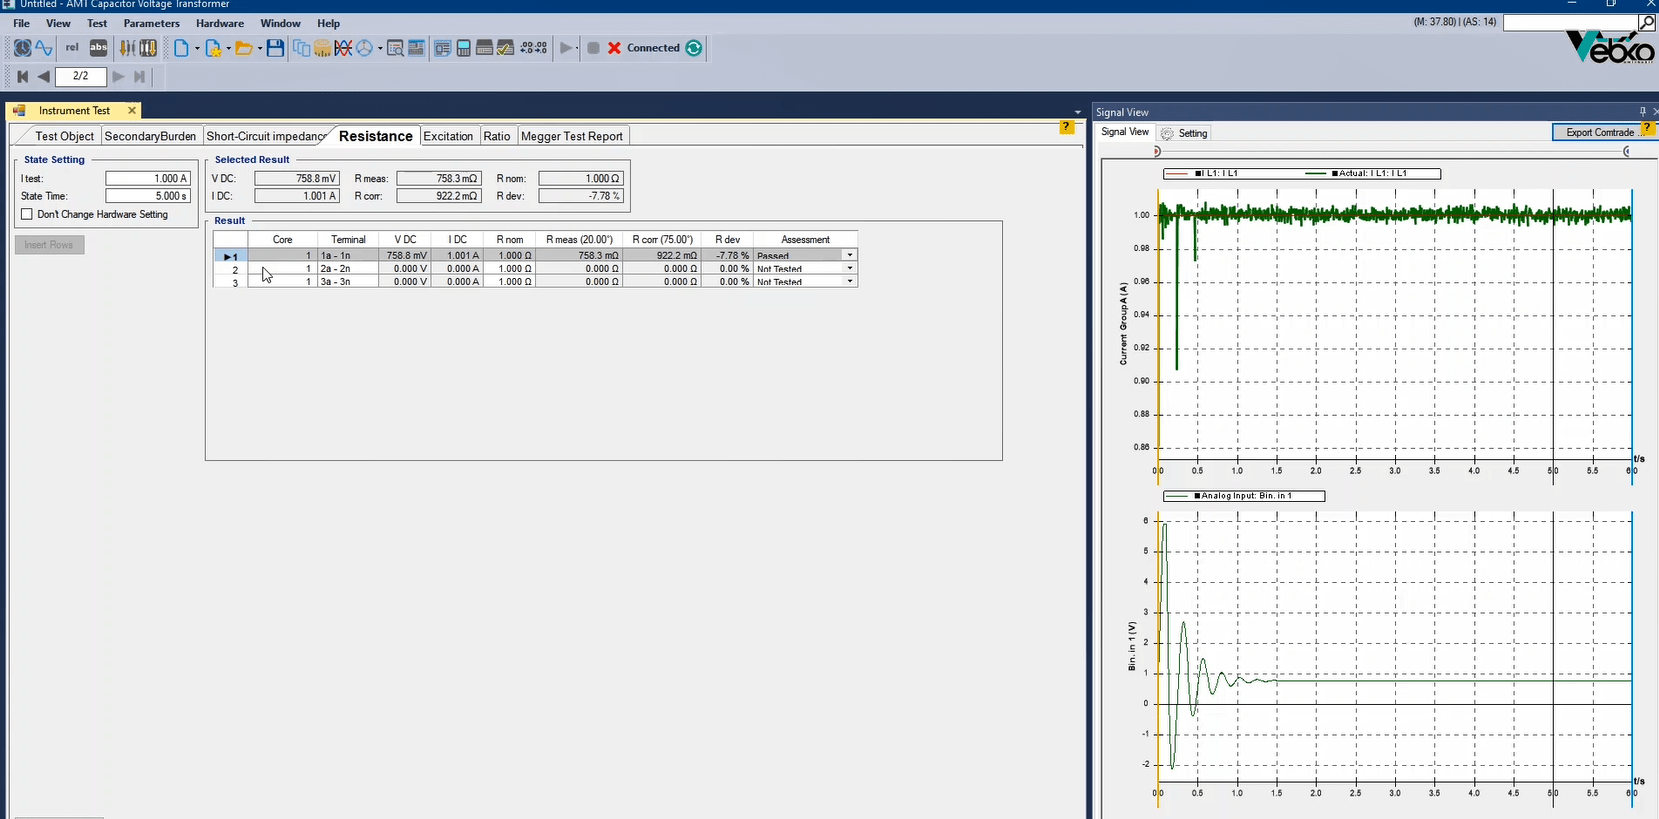 Untitled - AMT Capacitor Voltage Transformer
File View Test Parameters Hardware Window Help
(M: 37.80) | (AS: 14)
rel abs Connected
Vebko
2/2
Instrument Test
Test Object SecondaryBurden Short-Circuit impedance Resistance Excitation Ratio Megger Test Report
State Setting
I test: 1.000 A
State Time: 5.000 s
Don't Change Hardware Setting
Insert Rows
Selected Result
V DC: 758.8 mV R meas: 758.3 mΩ R nom: 1.000 Ω
I DC: 1.001 A R corr: 922.2 mΩ R dev: -7.78 %
Result
Core Terminal V DC I DC R nom R meas (20.00°) R corr (75.00°) R dev Assessment
1 1 1a - 1n 758.8 mV 1.001 A 1.000 Ω 758.3 mΩ 922.2 mΩ -7.78 % Passed
2 1 2a - 2n 0.000 V 0.000 A 1.000 Ω 0.000 Ω 0.000 Ω 0.00 % Not Tested
3 1 3a - 3n 0.000 V 0.000 A 1.000 Ω 0.000 Ω 0.000 Ω 0.00 % Not Tested
Signal View
Signal View Setting
Export Comtrade ...
I L1: I L1 Actual: I L1: I L1
Current GroupA (A)
1.00
0.98
0.96
0.94
0.92
0.90
0.88
0.86
t/s
0.0 0.5 1.0 1.5 2.0 2.5 3.0 3.5 4.0 4.5 5.0 5.5 6.0
Analog Input: Bin. in 1
Bin. in 1 (V)
6
5
4
3
2
1
0
-1
-2
t/s
0.0 0.5 1.0 1.5 2.0 2.5 3.0 3.5 4.0 4.5 5.0 5.5 6.0